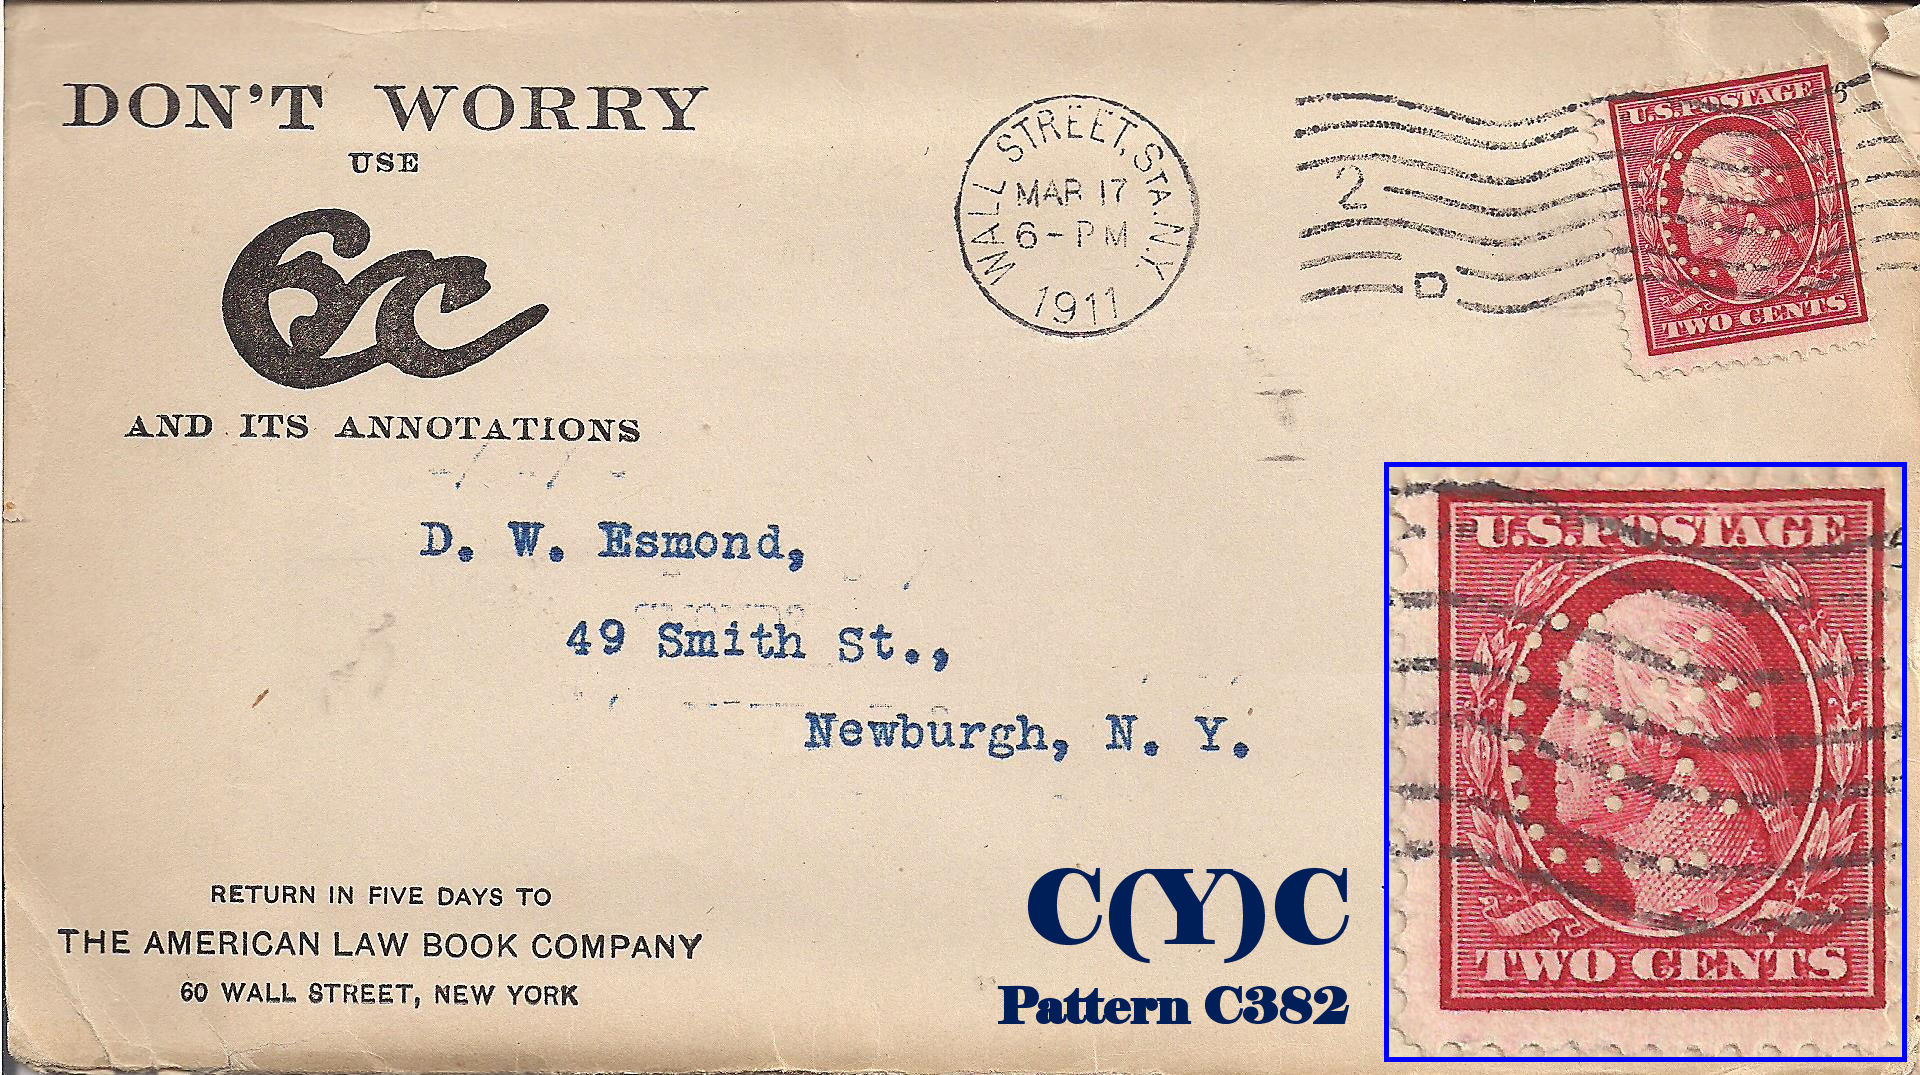 DON'T WORRY
USE
AND ITS ANNOTATIONS
WALL STREET, STA. N.Y.
MAR 17
6-PM
1911
2
D
U.S. POSTAGE
TWO CENTS
D. W. Esmond,
49 Smith St.,
Newburgh, N. Y.
RETURN IN FIVE DAYS TO
THE AMERICAN LAW BOOK COMPANY
60 WALL STREET, NEW YORK
C(Y)C
Pattern C382
U.S. POSTAGE
TWO CENTS